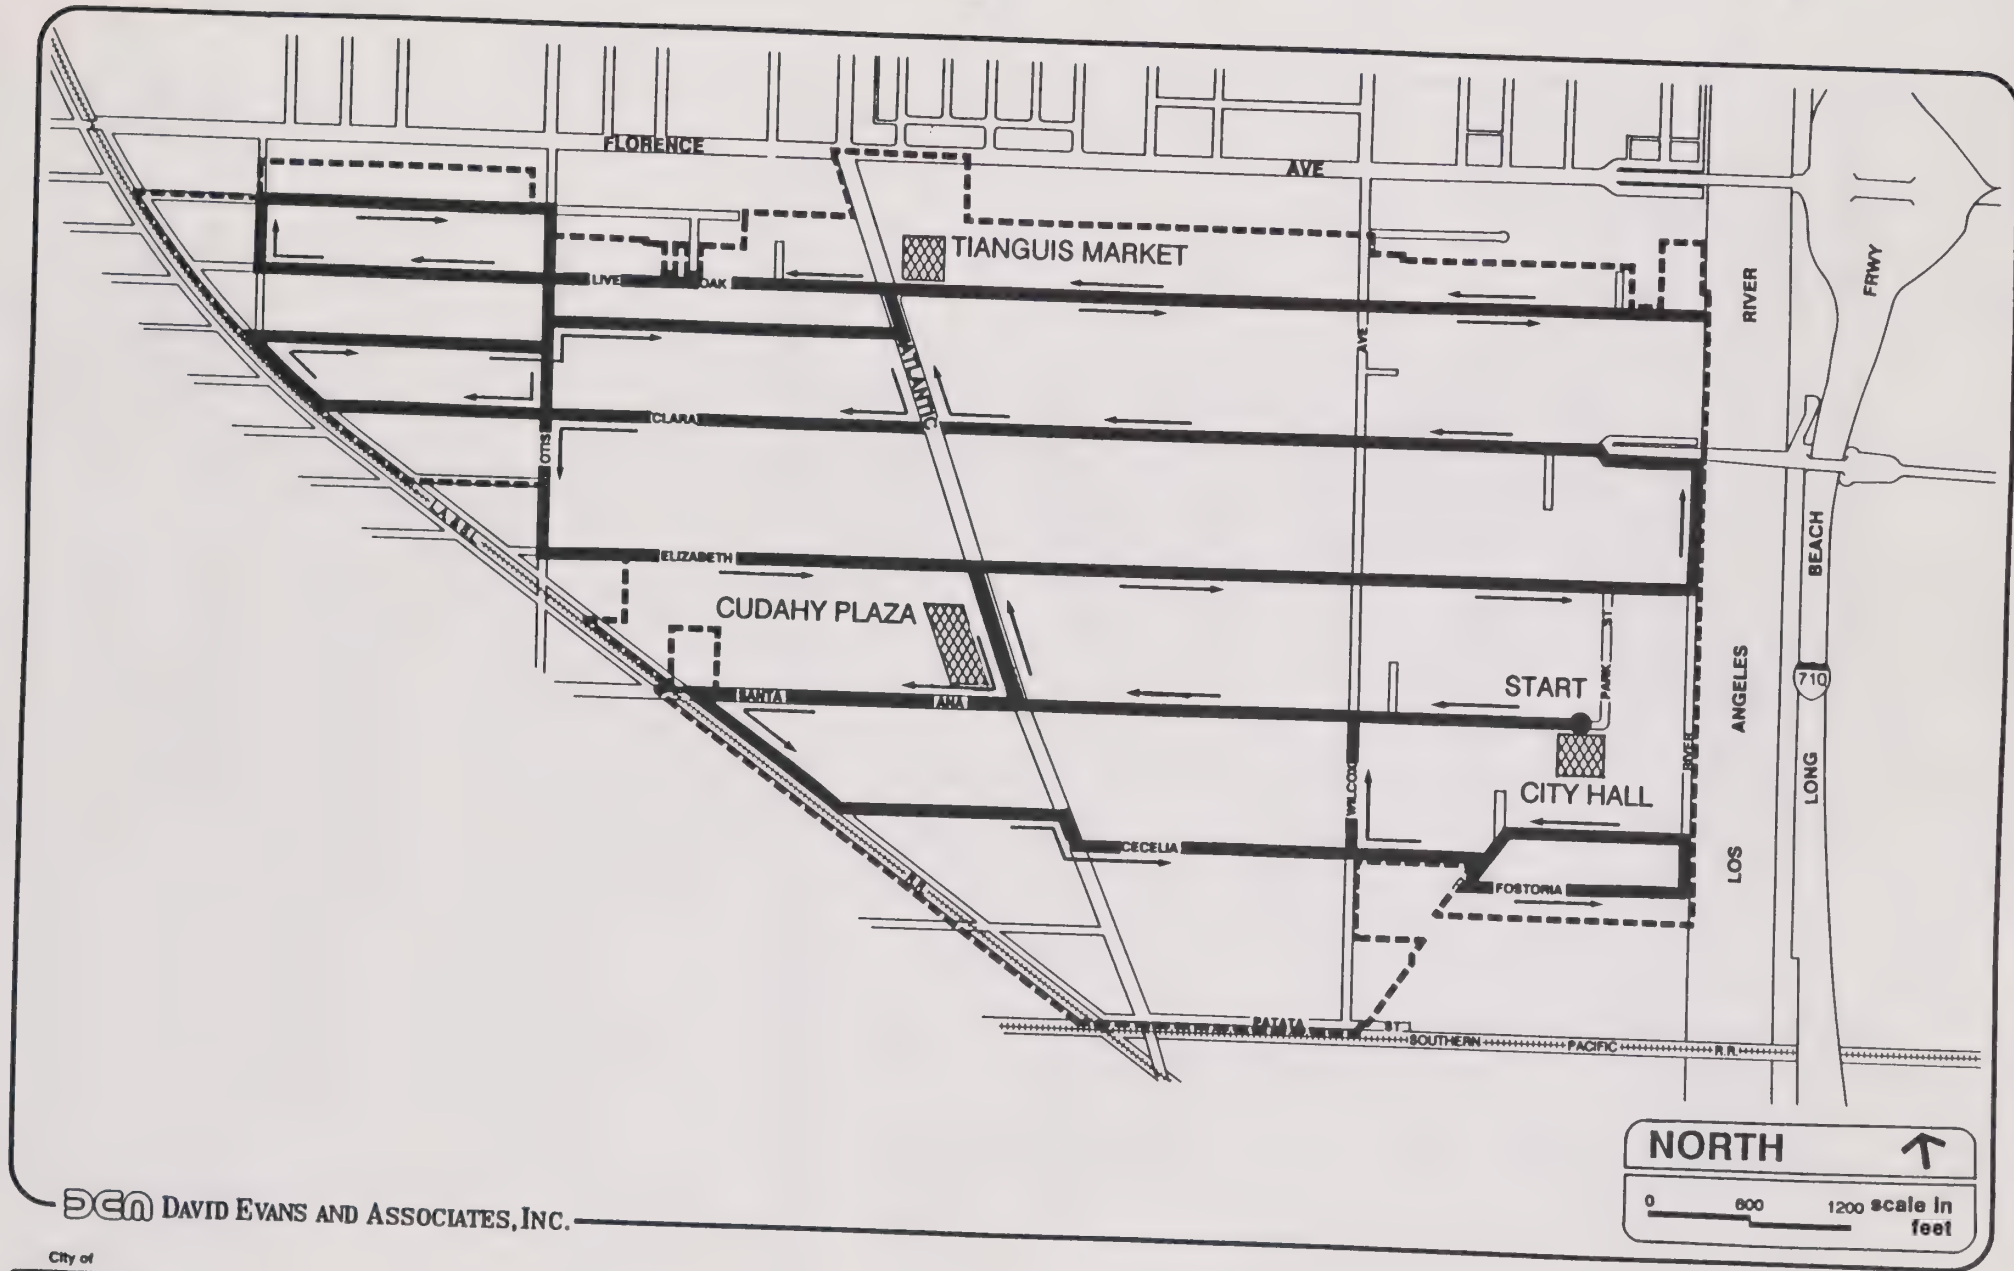 FLORENCE
AVE
TIANGUIS MARKET
LIVE OAK
RIVER
FRWY
AVE
ATLANTIC
CLARA
OTIS
BEACH
ELIZABETH
CUDAHY PLAZA
ST
PARK
START
ANGELES
710
SANTA ANA
RIVER
WILCOX
LONG
CITY HALL
CECELIA
LOS
FOSTORIA
PATATA ST
SOUTHERN PACIFIC R.R.
NORTH
0 600 1200 scale in
feet
DEA DAVID EVANS AND ASSOCIATES, INC.
City of